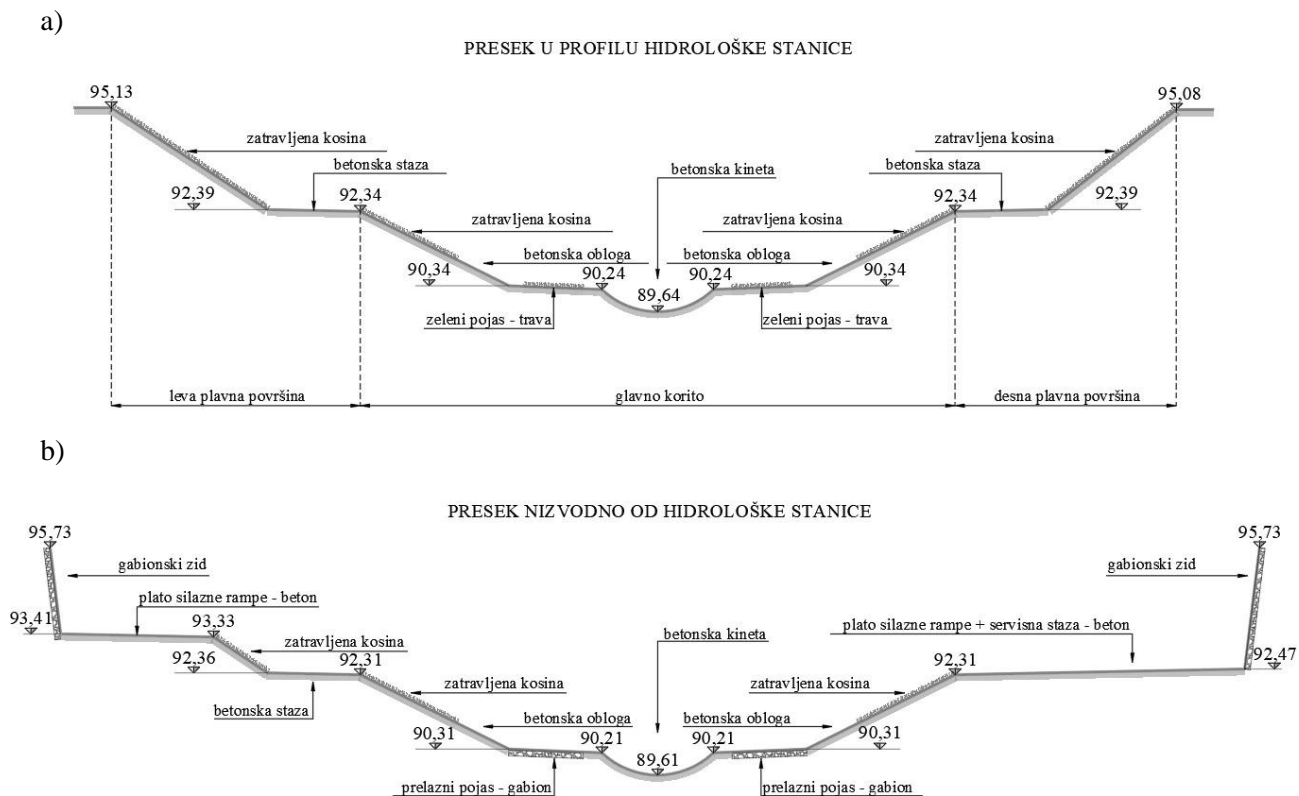 a)
PRESEK U PROFILU HIDROLOŠKE STANICE
95,13
95,08
zatravljena kosina
zatravljena kosina
betonska staza
betonska kineta
betonska staza
92,39
92,34
92,34
92,39
zatravljena kosina
zatravljena kosina
betonska obloga
betonska obloga
90,34
90,24
90,24
90,34
89,64
zeleni pojas - trava
zeleni pojas - trava
leva plavna površina
glavno korito
desna plavna površina
b)
PRESEK NIZVODNO OD HIDROLOŠKE STANICE
95,73
95,73
gabionski zid
gabionski zid
plato silazne rampe - beton
plato silazne rampe + servisna staza - beton
93,41
93,33
betonska kineta
zatravljena kosina
92,36
92,31
92,31
92,47
zatravljena kosina
zatravljena kosina
betonska staza
betonska obloga
betonska obloga
90,31
90,21
90,21
90,31
89,61
prelazni pojas - gabion
prelazni pojas - gabion